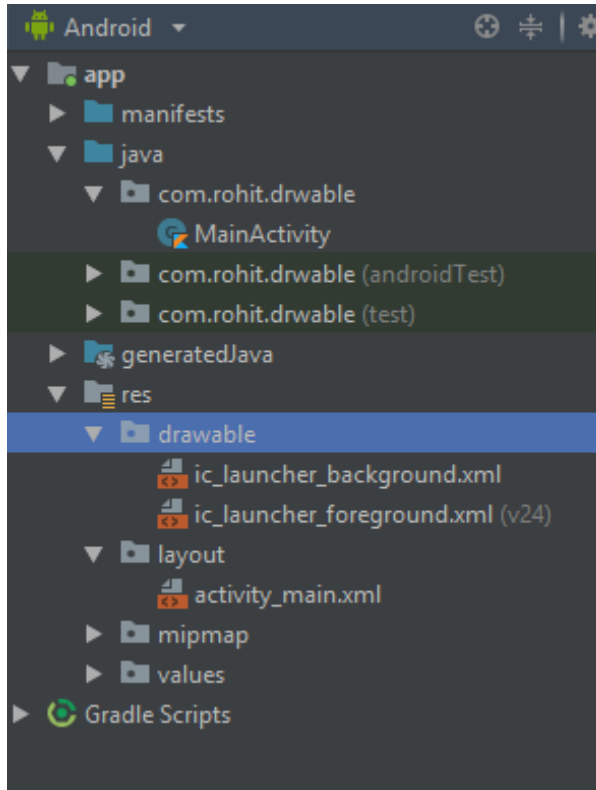 Android
app
manifests
java
com.rohit.drwable
MainActivity
com.rohit.drwable (androidTest)
com.rohit.drwable (test)
generatedJava
res
drawable
ic_launcher_background.xml
ic_launcher_foreground.xml (v24)
layout
activity_main.xml
mipmap
values
Gradle Scripts